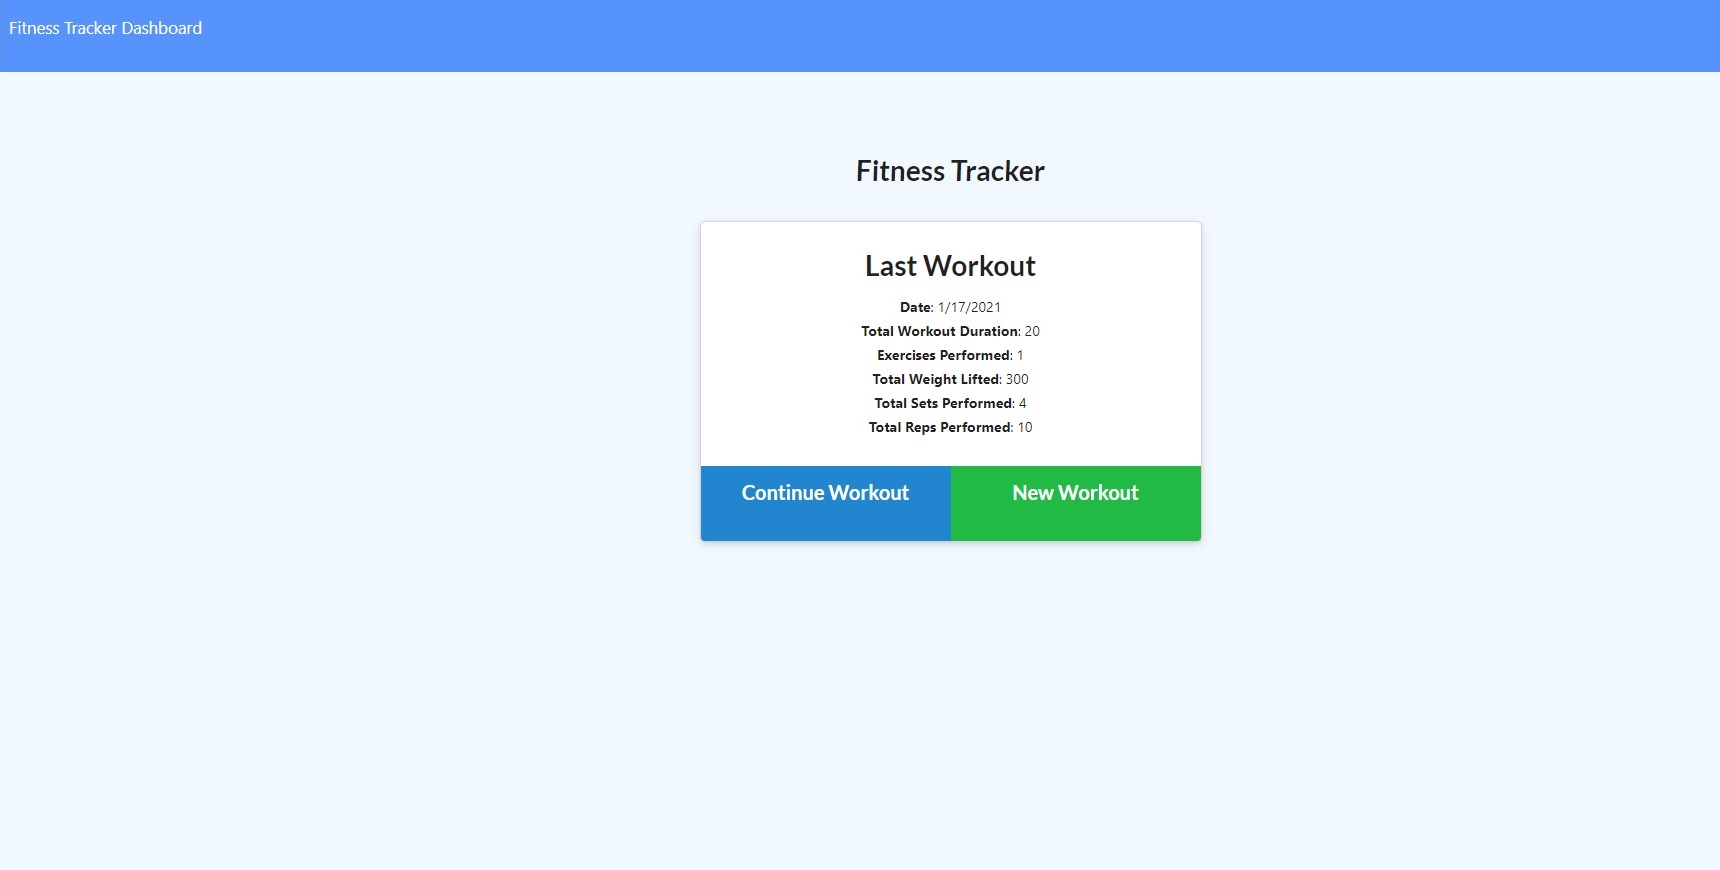 Fitness Tracker Dashboard
Fitness Tracker
Last Workout
Date: 1/17/2021
Total Workout Duration: 20
Exercises Performed: 1
Total Weight Lifted: 300
Total Sets Performed: 4
Total Reps Performed: 10
Continue Workout
New Workout